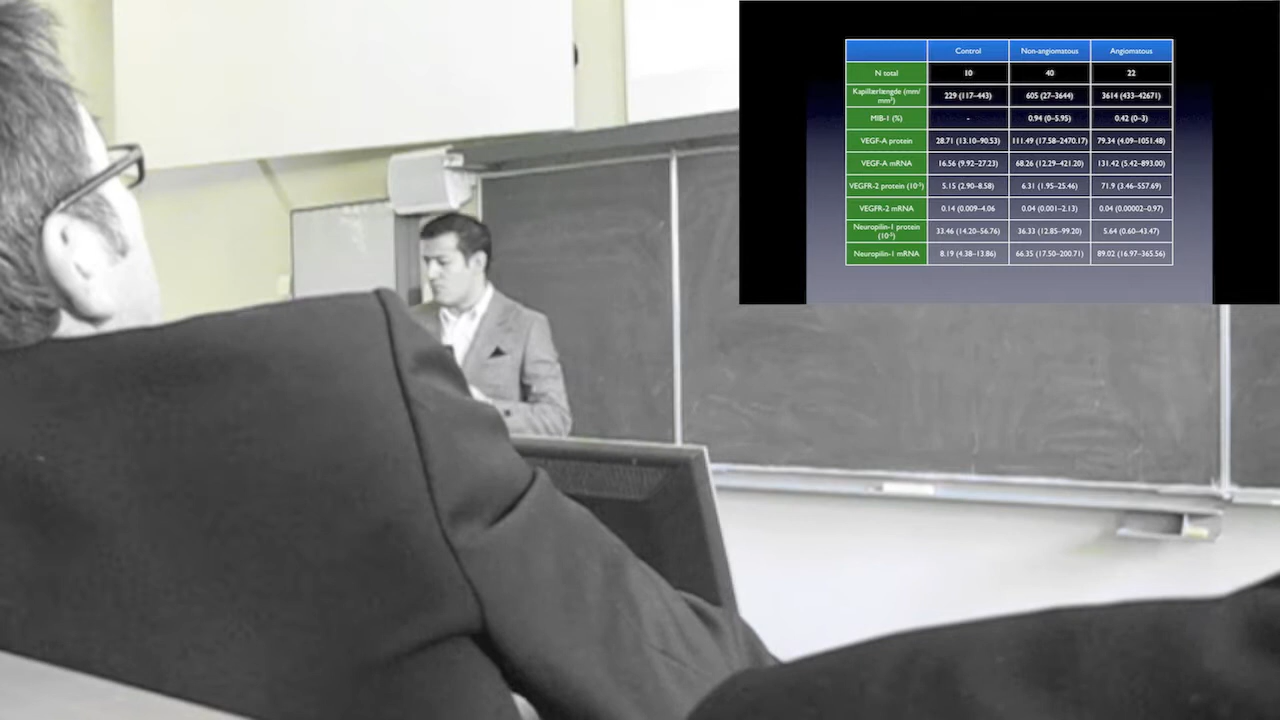 Control Non-angiomatous Angiomatous
N total 10 40 22
Kapillærlængde (mm/
mm³) 229 (117–443) 605 (27–3644) 3614 (433–42671)
MIB-1 (%) - 0.94 (0–5.95) 0.42 (0–3)
VEGF-A protein 28.71 (13.10–90.53) 111.49 (17.58–2470.17) 79.34 (4.09–1051.48)
VEGF-A mRNA 16.56 (9.92–27.23) 68.26 (12.29–421.20) 131.42 (5.42–893.00)
VEGFR-2 protein 5.15 (2.90–8.58) 6.31 (1.95–25.46) 71.9 (3.46–557.69)
VEGFR-2 mRNA 0.14 (0.009–4.06 0.04 (0.001–2.13) 0.04 (0.00002–0.97)
Neuropilin-1 protein
33.46 (14.20–56.76) 36.33 (12.85–99.20) 5.64 (0.60–43.47)
Neuropilin-1 mRNA 8.19 (4.38–13.86) 66.35 (17.50–200.71) 89.02 (16.97–365.56)